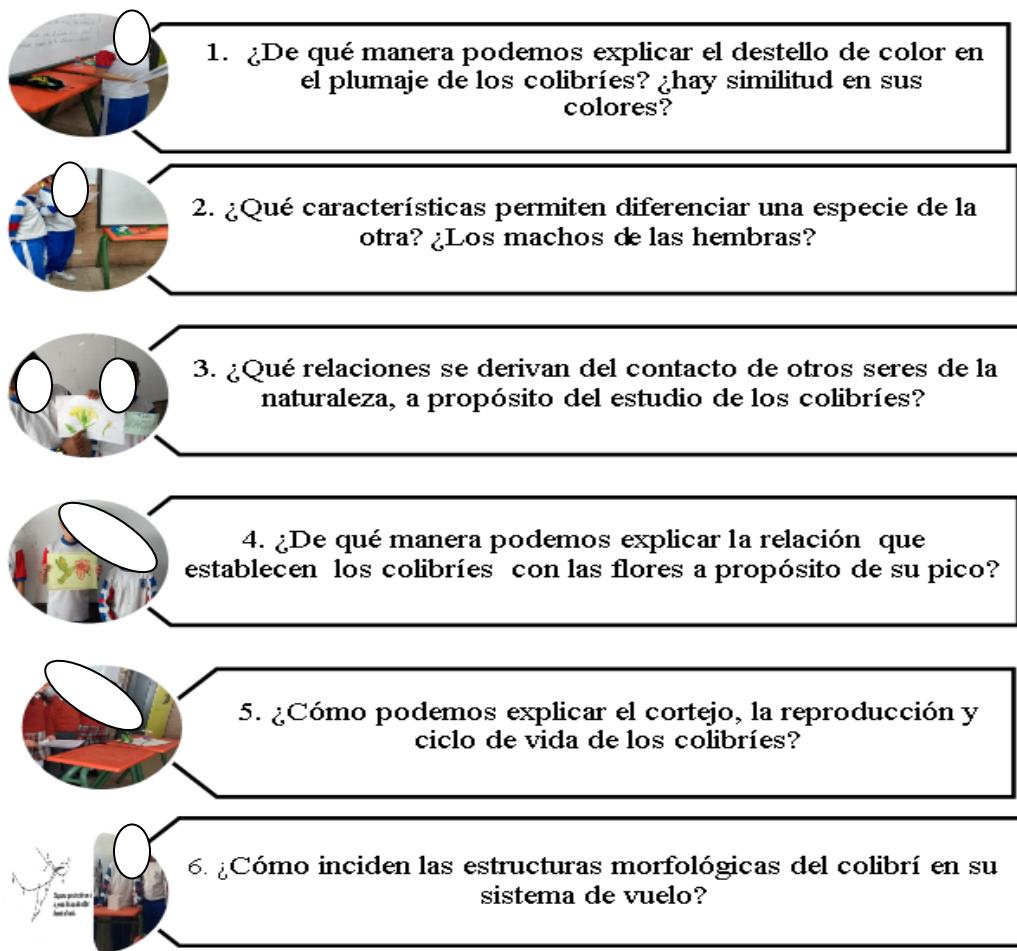 1. ¿De qué manera podemos explicar el destello de color en
el plumaje de los colibríes? ¿hay similitud en sus
colores?
2. ¿Qué características permiten diferenciar una especie de la
otra? ¿Los machos de las hembras?
3. ¿Qué relaciones se derivan del contacto de otros seres de la
naturaleza, a propósito del estudio de los colibríes?
4. ¿De qué manera podemos explicar la relación que
establecen los colibríes con las flores a propósito de su pico?
5. ¿Cómo podemos explicar el cortejo, la reproducción y
ciclo de vida de los colibríes?
6. ¿Cómo inciden las estructuras morfológicas del colibrí en su
sistema de vuelo?